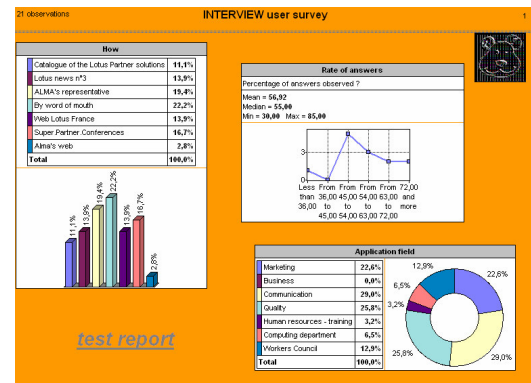 21 observations
INTERVIEW user survey
1
How
Catalogue of the Lotus Partner solutions 11,1%
Lotus news n°3 13,9%
ALMA's representative 19,4%
By word of mouth 22,2%
Web Lotus France 13,9%
Super.Partner.Conferences 16,7%
Alma's web 2,8%
Total 100,0%
11,1%
13,9%
19,4%
22,2%
13,9%
16,7%
2,8%
test report
Rate of answers
Percentage of answers observed ?
Mean = 56,92
Median = 55,00
Min = 30,00 Max = 85,00
3
Less From From From From 72,00
than 36,00 45,00 54,00 63,00 and
36,00 to to to to more
45,00 54,00 63,00 72,00
Application field
Marketing 22,6%
Business 0,0%
Communication 29,0%
Quality 25,8%
Human resources - training 3,2%
Computing department 6,5%
Workers Council 12,9%
Total 100,0%
12,9%
22,6%
6,5%
3,2%
25,8%
29,0%